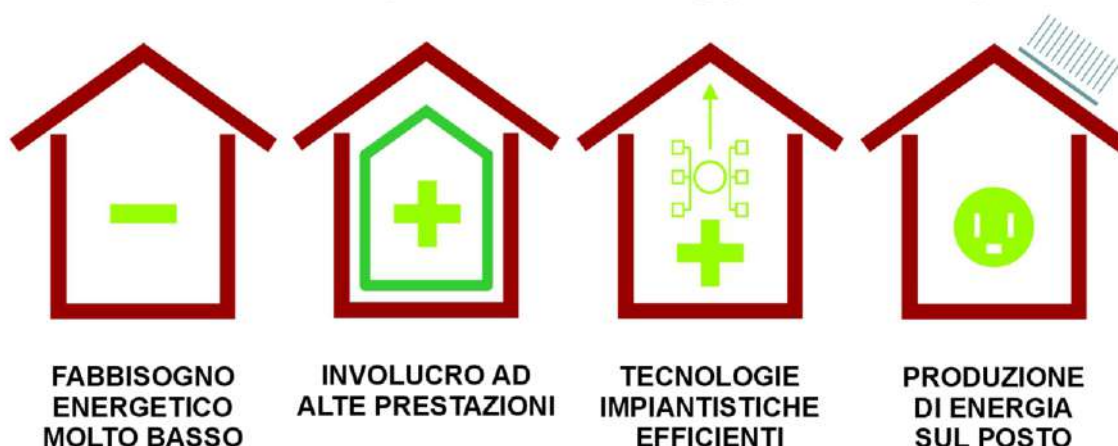 FABBISOGNO
ENERGETICO
MOLTO BASSO
INVOLUCRO AD
ALTE PRESTAZIONI
TECNOLOGIE
IMPIANTISTICHE
EFFICIENTI
PRODUZIONE
DI ENERGIA
SUL POSTO